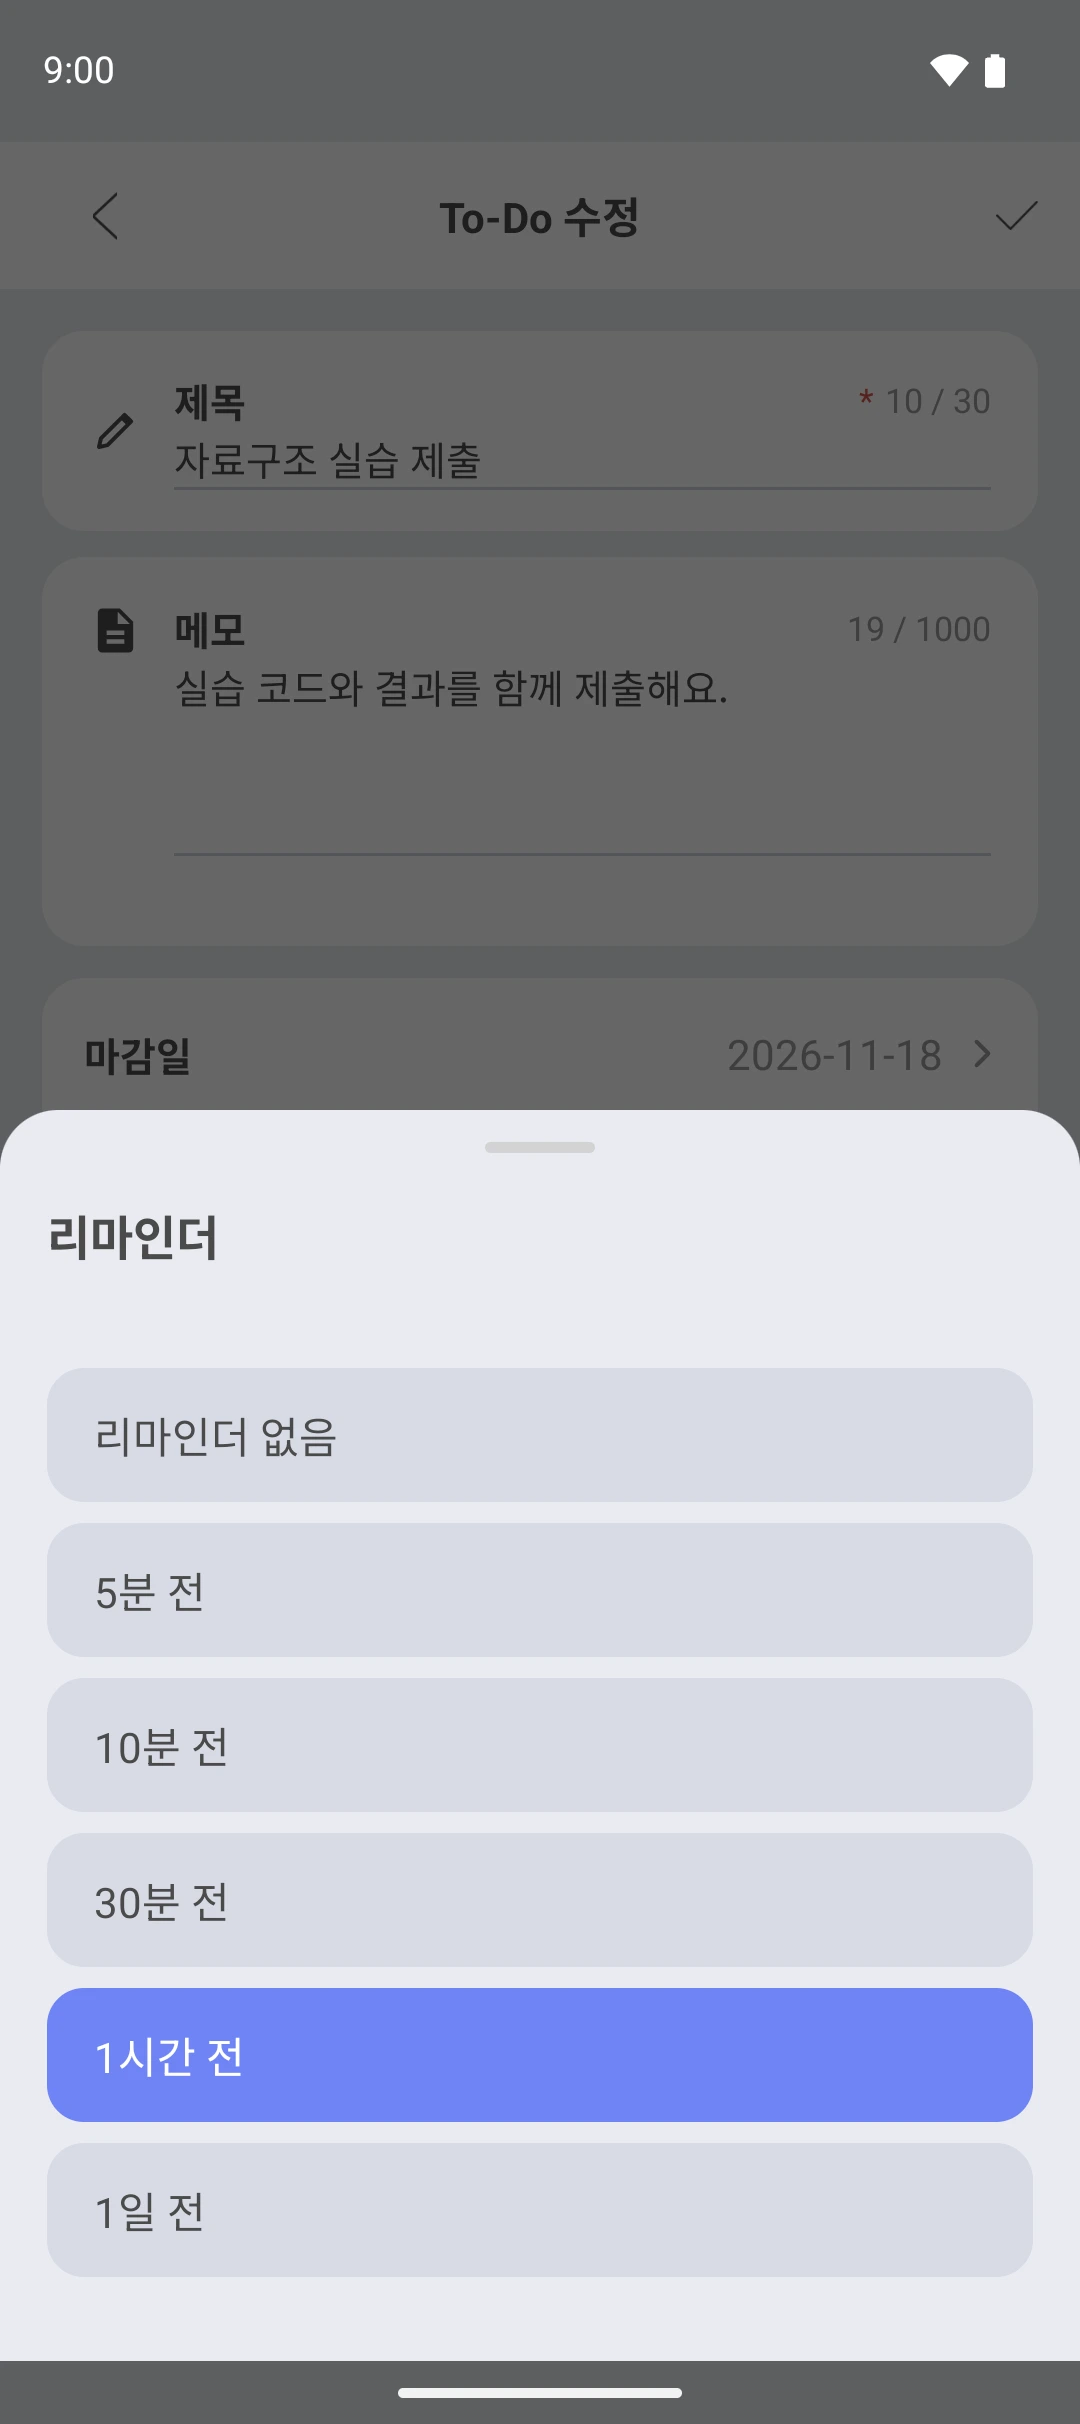 9:00
To-Do 수정
제목
* 10 / 30
자료구조 실습 제출
메모
19 / 1000
실습 코드와 결과를 함께 제출해요.
마감일
2026-11-18
리마인더
리마인더 없음
5분 전
10분 전
30분 전
1시간 전
1일 전